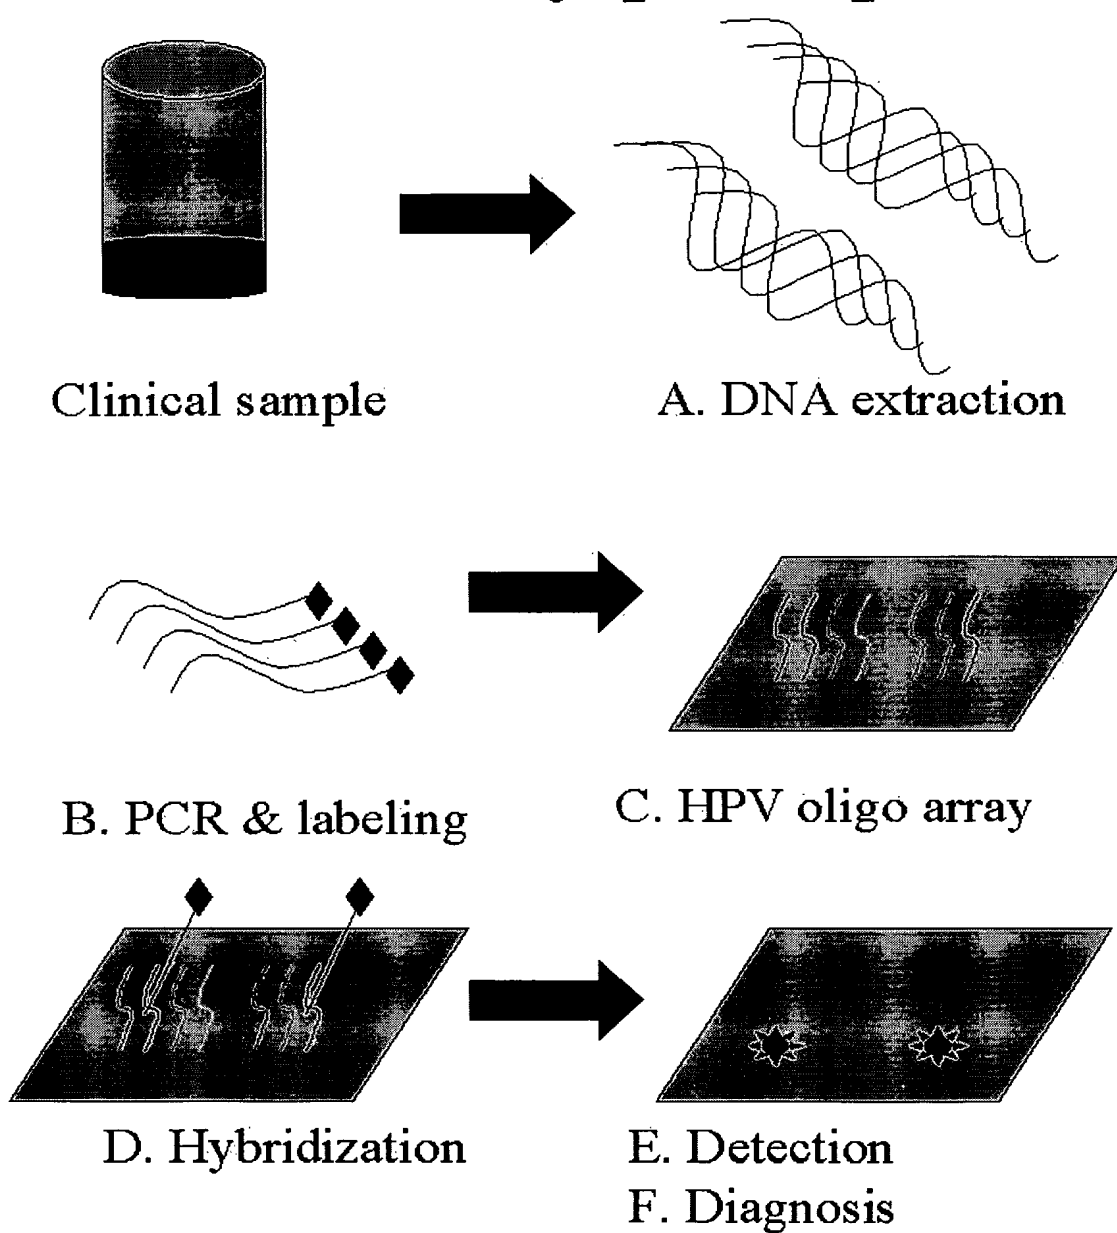 Clinical sample
A. DNA extraction
B. PCR & labeling
C. HPV oligo array
D. Hybridization
E. Detection
F. Diagnosis